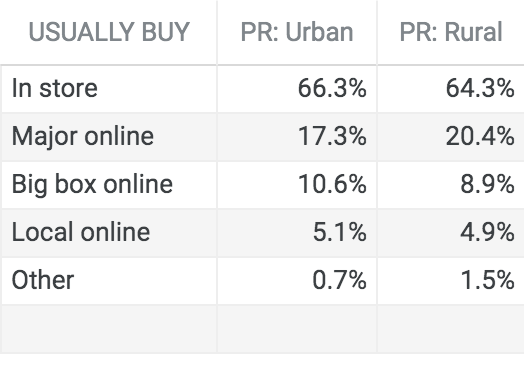 USUALLY BUY PR: Urban PR: Rural
In store 66.3% 64.3%
Major online 17.3% 20.4%
Big box online 10.6% 8.9%
Local online 5.1% 4.9%
Other 0.7% 1.5%